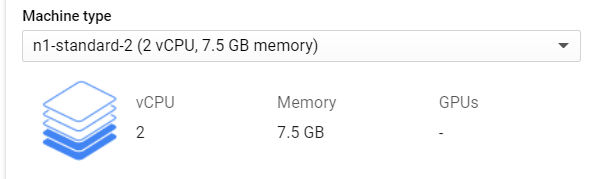 Machine type
n1-standard-2 (2 vCPU, 7.5 GB memory)
vCPU Memory GPUs
2 7.5 GB -